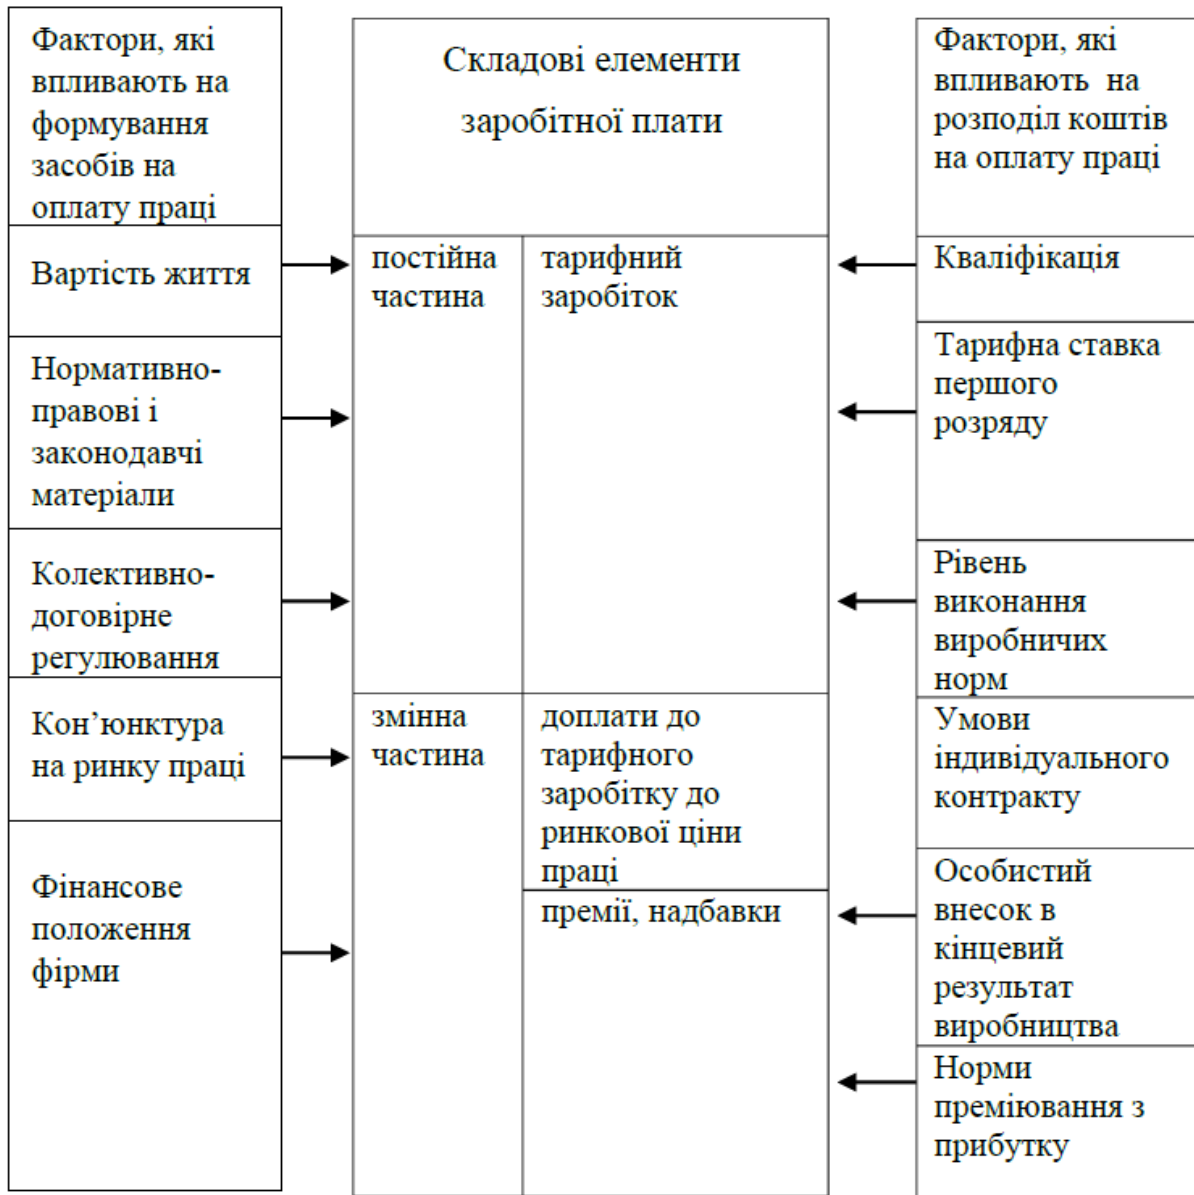 Фактори, які
впливають на
формування
засобів на
оплату праці
Вартість життя
Нормативно-
правові і
законодавчі
матеріали
Колективно-
договірне
регулювання
Кон’юнктура
на ринку праці
Фінансове
положення
фірми
Складові елементи
заробітної плати
постійна
частина
тарифний
заробіток
змінна
частина
доплати до
тарифного
заробітку до
ринкової ціни
праці
премії, надбавки
Фактори, які
впливають на
розподіл коштів
на оплату праці
Кваліфікація
Тарифна ставка
першого
розряду
Рівень
виконання
виробничих
норм
Умови
індивідуального
контракту
Особистий
внесок в
кінцевий
результат
виробництва
Норми
преміювання з
прибутку